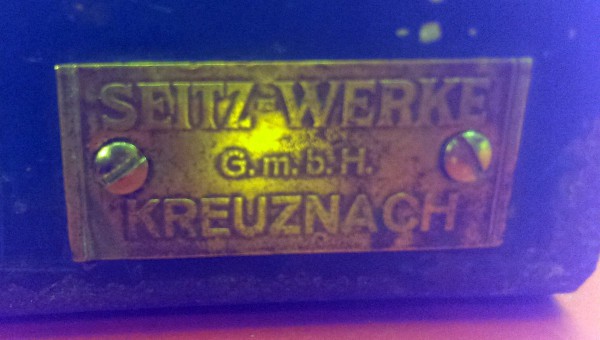 SEITZ-WERKE
G.m.b.H.
KREUZNACH